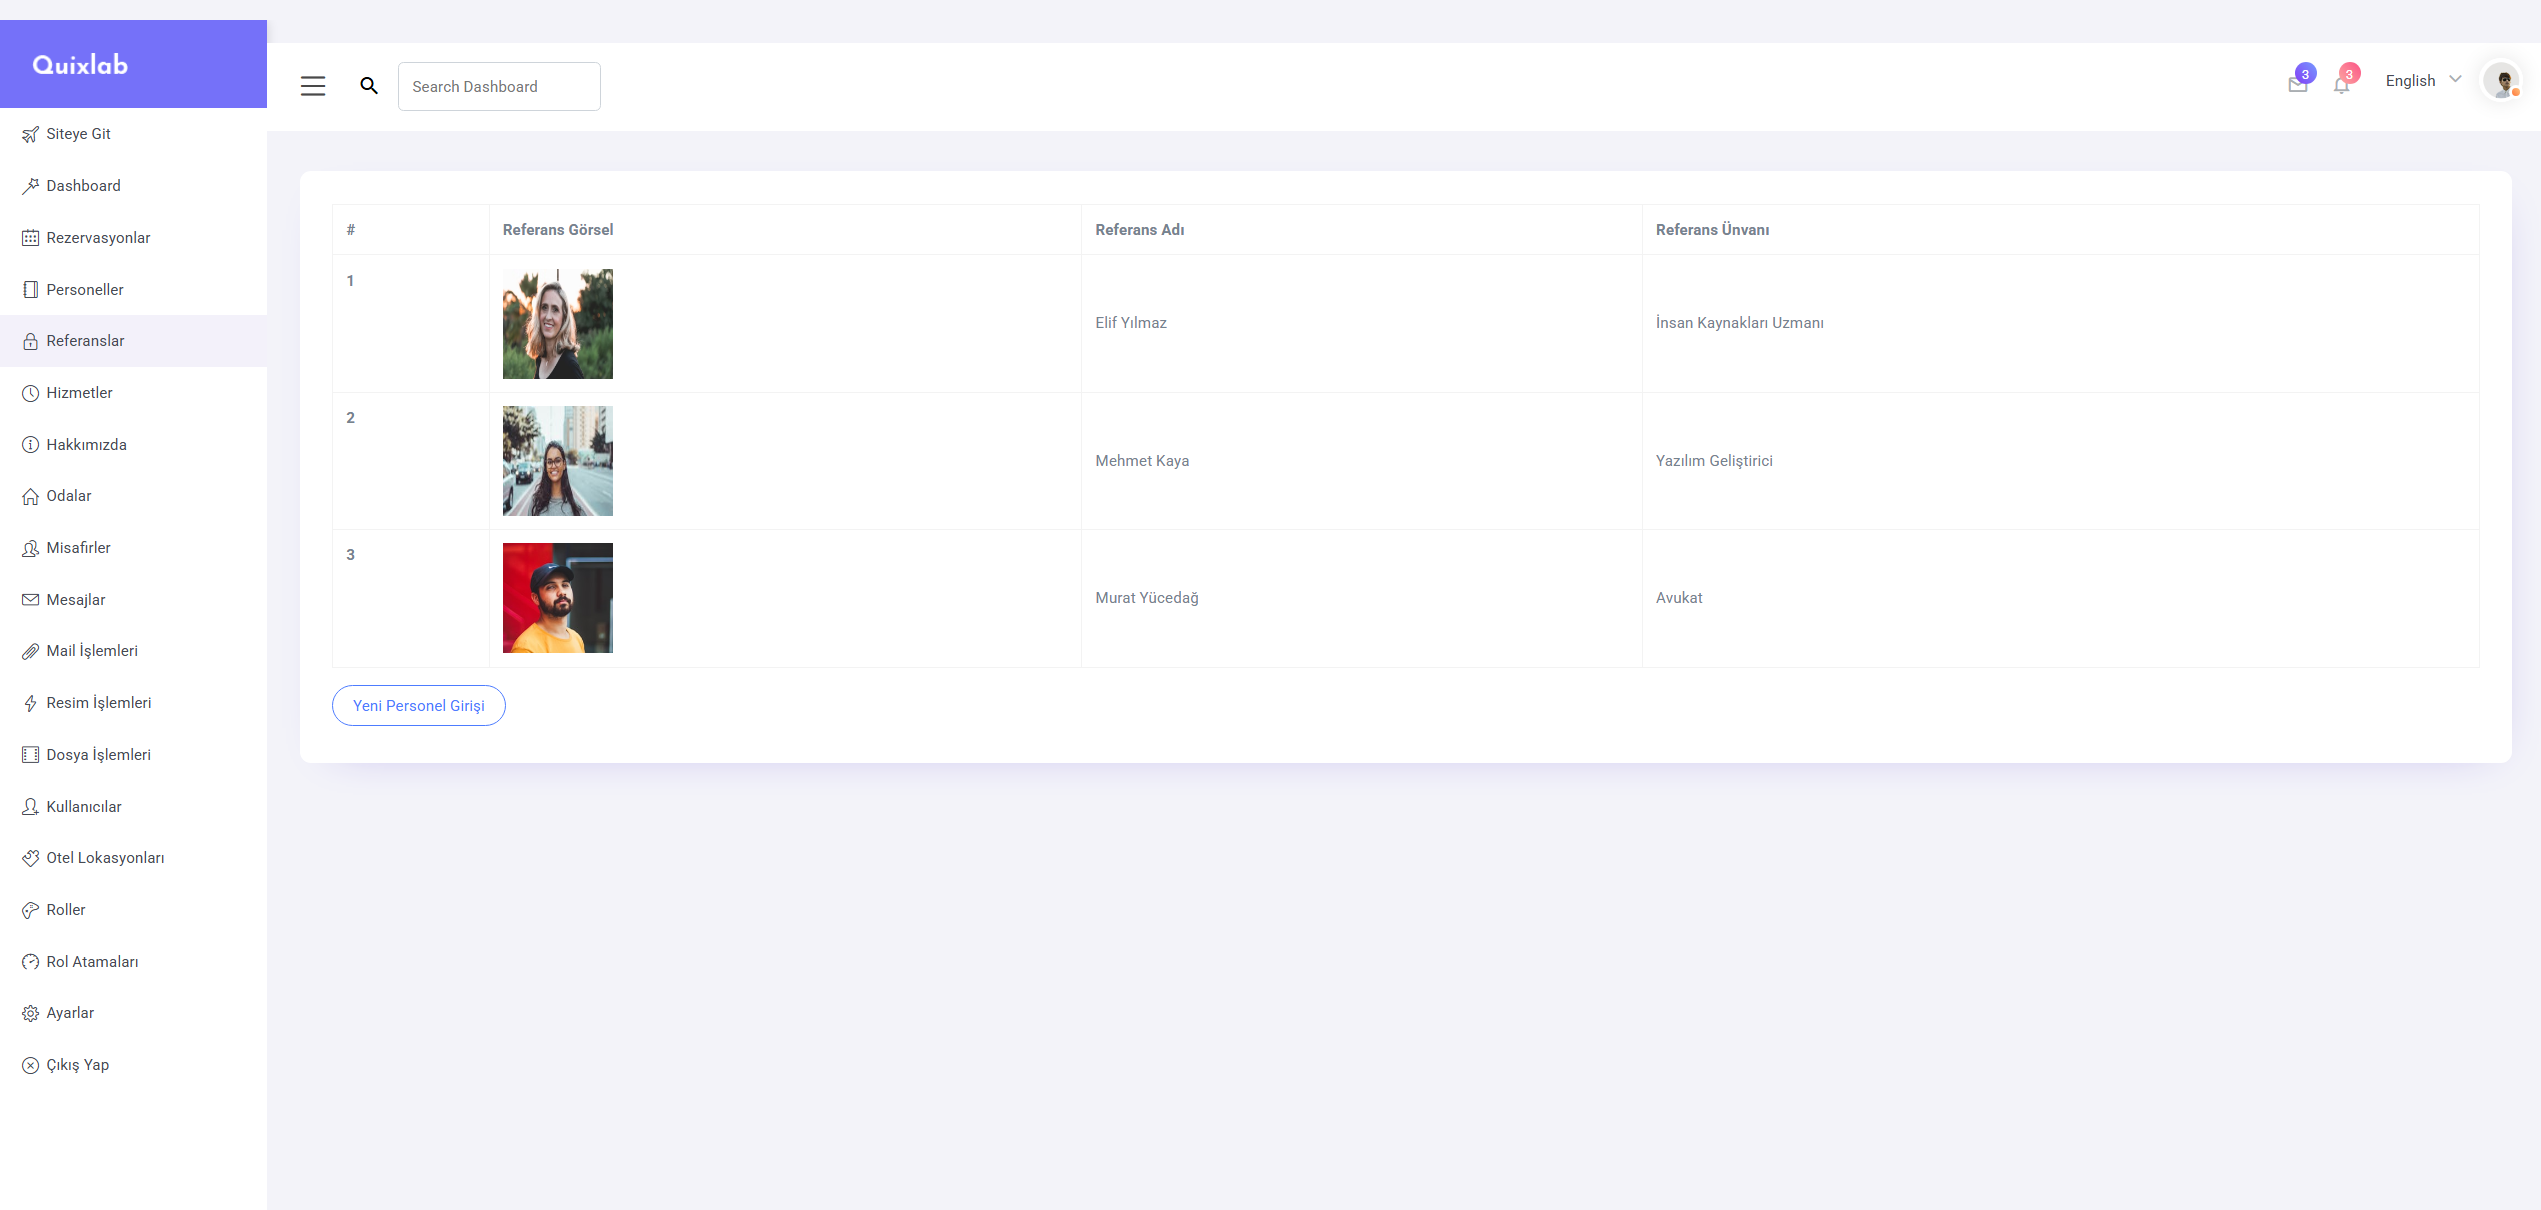 Quixlab
Search Dashboard
3
3
English
Siteye Git
Dashboard
Rezervasyonlar
Personeller
Referanslar
Hizmetler
Hakkımızda
Odalar
Misafirler
Mesajlar
Mail İşlemleri
Resim İşlemleri
Dosya İşlemleri
Kullanıcılar
Otel Lokasyonları
Roller
Rol Atamaları
Ayarlar
Çıkış Yap
# Referans Görsel Referans Adı Referans Ünvanı
1 Elif Yılmaz İnsan Kaynakları Uzmanı
2 Mehmet Kaya Yazılım Geliştirici
3 Murat Yücedağ Avukat
Yeni Personel Girişi